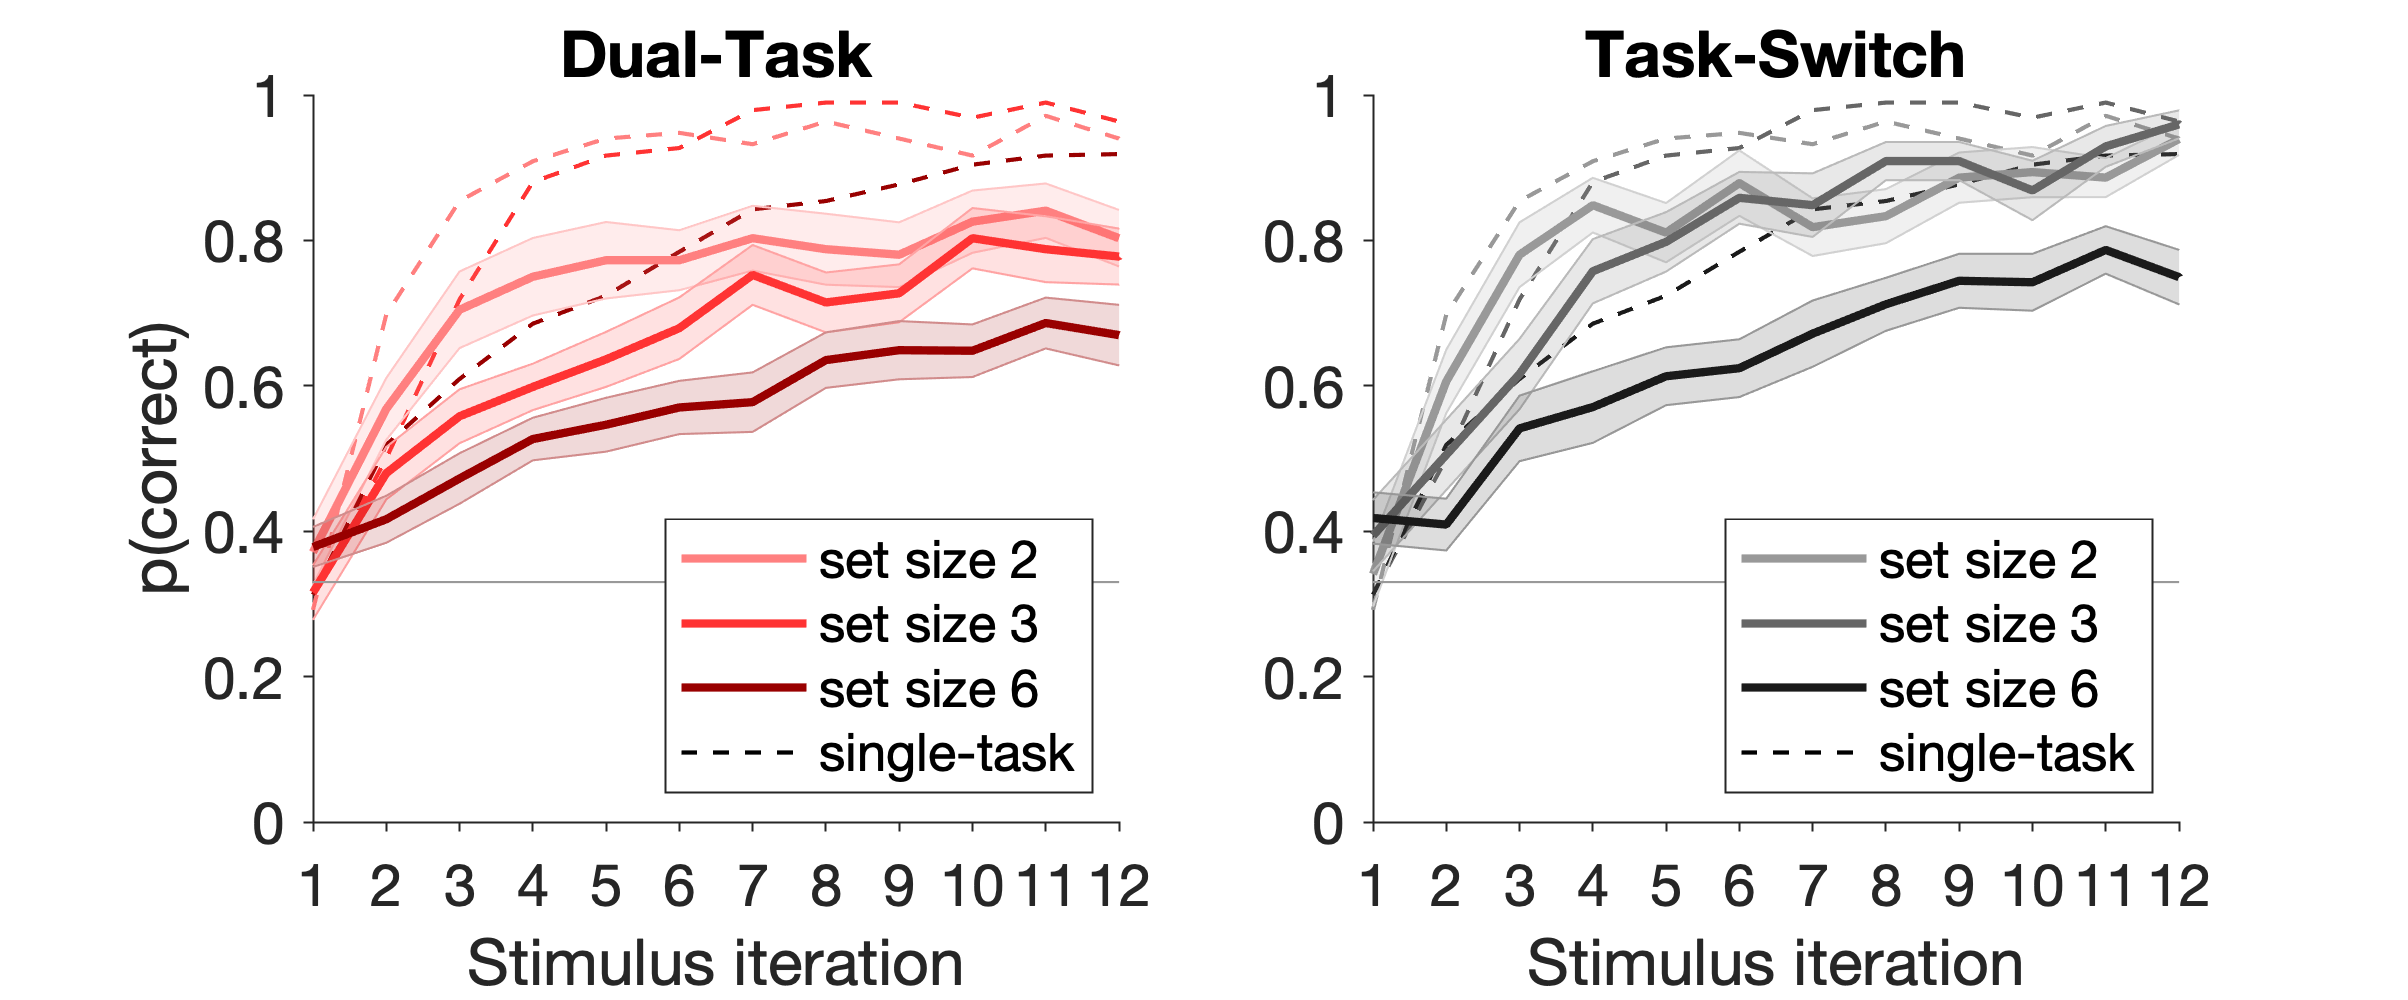 Dual-Task
p(correct)
1
0.8
0.6
0.4
0.2
0
set size 2
set size 3
set size 6
single-task
1 2 3 4 5 6 7 8 9 10 11 12
Stimulus iteration
Task-Switch
1
0.8
0.6
0.4
0.2
0
set size 2
set size 3
set size 6
single-task
1 2 3 4 5 6 7 8 9 10 11 12
Stimulus iteration